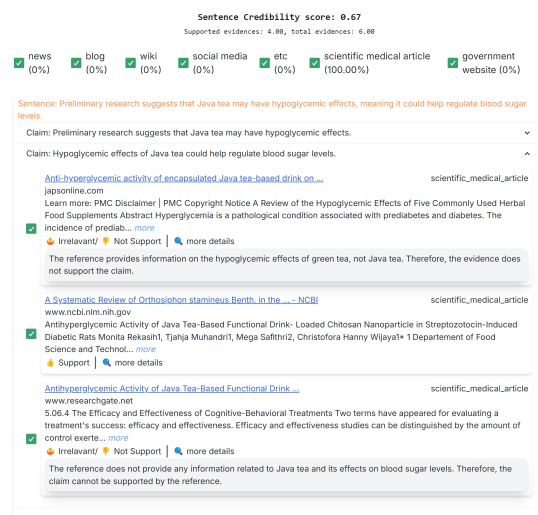 Sentence Credibility score: 0.67
Supported evidences: 4.00, total evidences: 6.00
news (0%)
blog (0%)
wiki (0%)
social media (0%)
etc (0%)
scientific medical article (100.00%)
government website (0%)
Sentence: Preliminary research suggests that Java tea may have hypoglycemic effects, meaning it could help regulate blood sugar
levels.
Claim: Preliminary research suggests that Java tea may have hypoglycemic effects.
Claim: Hypoglycemic effects of Java tea could help regulate blood sugar levels.
Anti-hyperglycemic activity of encapsulated Java tea-based drink on ... scientific_medical_article
japsonline.com
Learn more: PMC Disclaimer | PMC Copyright Notice A Review of the Hypoglycemic Effects of Five Commonly Used Herbal
Food Supplements Abstract Hyperglycemia is a pathological condition associated with prediabetes and diabetes. The
incidence of prediab... more
Irrelavant/ Not Support | more details
The reference provides information on the hypoglycemic effects of green tea, not Java tea. Therefore, the evidence does
not support the claim.
A Systematic Review of Orthosiphon stamineus Benth. in the ... - NCBI scientific_medical_article
www.ncbi.nlm.nih.gov
Antihyperglycemic Activity of Java Tea-Based Functional Drink- Loaded Chitosan Nanoparticle in Streptozotocin-Induced
Diabetic Rats Monita Rekasih1, Tjahja Muhandri1, Mega Safithri2, Christofora Hanny Wijaya1* 1 Departement of Food
Science and Technol... more
Support | more details
Antihyperglycemic Activity of Java Tea-Based Functional Drink ... scientific_medical_article
www.researchgate.net
5.06.4 The Efficacy and Effectiveness of Cognitive-Behavioral Treatments Two terms have appeared for evaluating a
treatment's success: efficacy and effectiveness. Efficacy and effectiveness studies can be distinguished by the amount of
control exerte... more
Irrelavant/ Not Support | more details
The reference does not provide any information related to Java tea and its effects on blood sugar levels. Therefore, the
claim cannot be supported by the reference.